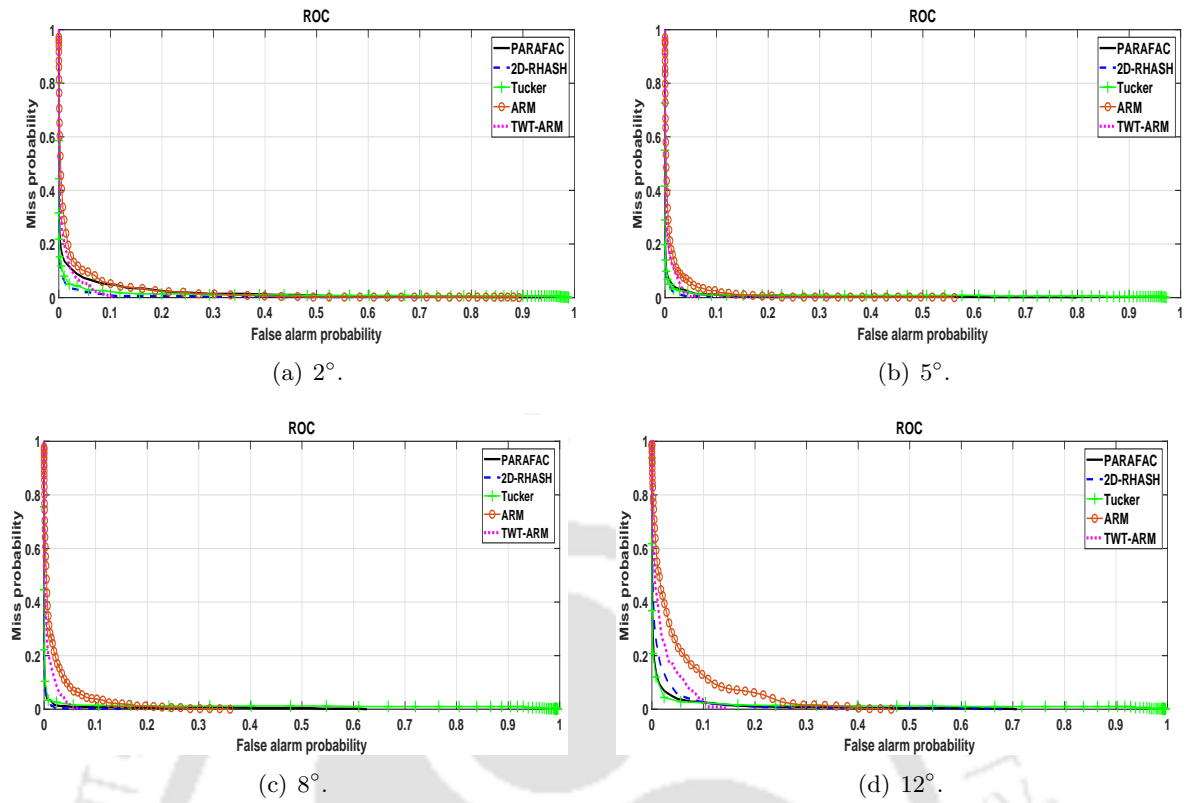 ROC
1
0.8
0.6
0.4
0.2
0
Miss probability
PARAFAC
2D-RHASH
Tucker
ARM
TWT-ARM
0 0.1 0.2 0.3 0.4 0.5 0.6 0.7 0.8 0.9 1
False alarm probability
(a) 2°.
ROC
1
0.8
0.6
0.4
0.2
0
Miss probability
PARAFAC
2D-RHASH
Tucker
ARM
TWT-ARM
0 0.1 0.2 0.3 0.4 0.5 0.6 0.7 0.8 0.9 1
False alarm probability
(b) 5°.
ROC
1
0.8
0.6
0.4
0.2
0
Miss probability
PARAFAC
2D-RHASH
Tucker
ARM
TWT-ARM
0 0.1 0.2 0.3 0.4 0.5 0.6 0.7 0.8 0.9 1
False alarm probability
(c) 8°.
ROC
1
0.8
0.6
0.4
0.2
0
Miss probability
PARAFAC
2D-RHASH
Tucker
ARM
TWT-ARM
0 0.1 0.2 0.3 0.4 0.5 0.6 0.7 0.8 0.9 1
False alarm probability
(d) 12°.